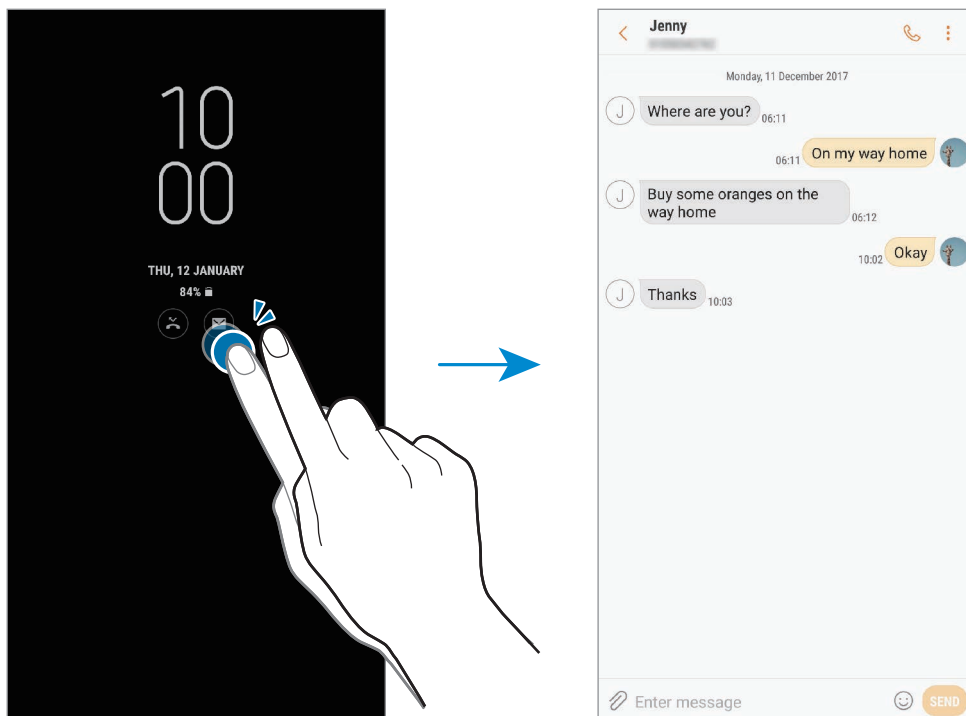 10
00
THU, 12 JANUARY
84%
Jenny
Monday, 11 December 2017
J
Where are you?
06:11
06:11
On my way home
J
Buy some oranges on the
way home
06:12
10:02
Okay
J
Thanks
10:03
Enter message
SEND